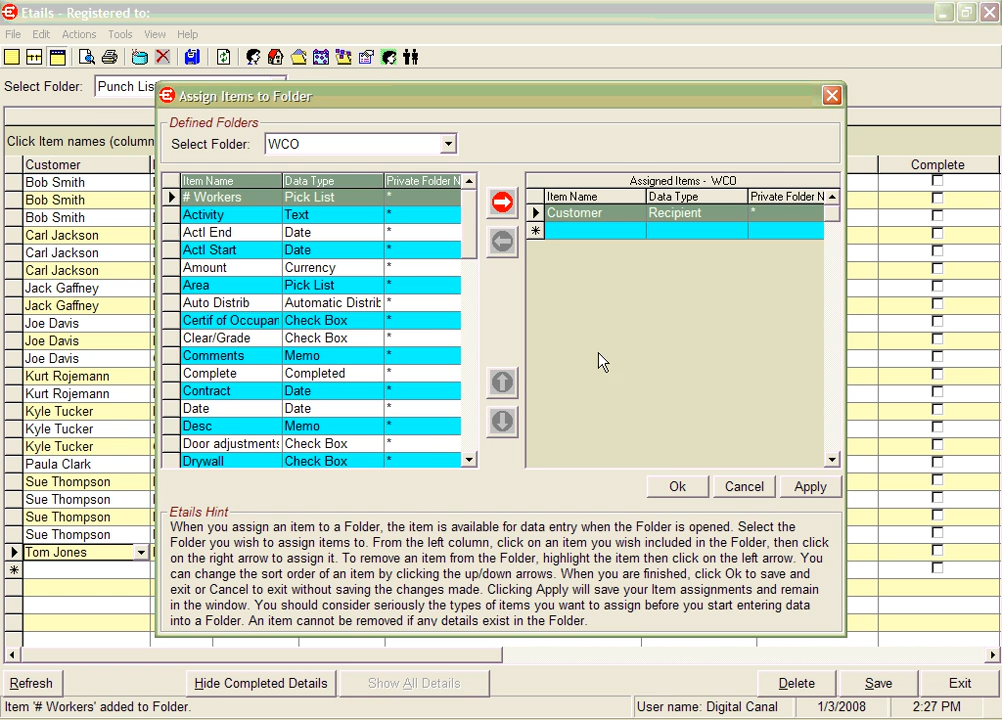 Etails - Registered to:
File Edit Actions Tools View Help
Select Folder: Punch Lis
Click Item names (column
Customer Complete
Bob Smith
Bob Smith
Bob Smith
Carl Jackson
Carl Jackson
Carl Jackson
Jack Gaffney
Jack Gaffney
Joe Davis
Joe Davis
Joe Davis
Kurt Rojemann
Kurt Rojemann
Kyle Tucker
Kyle Tucker
Kyle Tucker
Paula Clark
Sue Thompson
Sue Thompson
Sue Thompson
Sue Thompson
Tom Jones
Assign Items to Folder
Defined Folders
Select Folder: WCO
Item Name Data Type Private Folder N
# Workers Pick List *
Activity Text *
Actl End Date *
Actl Start Date *
Amount Currency *
Area Pick List *
Auto Distrib Automatic Distrib *
Certif of Occupan Check Box *
Clear/Grade Check Box *
Comments Memo *
Complete Completed *
Contract Date *
Date Date *
Desc Memo *
Door adjustments Check Box *
Drywall Check Box *
Assigned Items - WCO
Item Name Data Type Private Folder N
Customer Recipient *
Ok Cancel Apply
Etails Hint
When you assign an item to a Folder, the item is available for data entry when the Folder is opened. Select the
Folder you wish to assign items to. From the left column, click on an item you wish included in the Folder, then click
on the right arrow to assign it. To remove an item from the Folder, highlight the item then click on the left arrow. You
can change the sort order of an item by clicking the up/down arrows. When you are finished, click Ok to save and
exit or Cancel to exit without saving the changes made. Clicking Apply will save your Item assignments and remain
in the window. You should consider seriously the types of items you want to assign before you start entering data
into a Folder. An item cannot be removed if any details exist in the Folder.
Refresh Hide Completed Details Show All Details Delete Save Exit
Item '# Workers' added to Folder. User name: Digital Canal 1/3/2008 2:27 PM